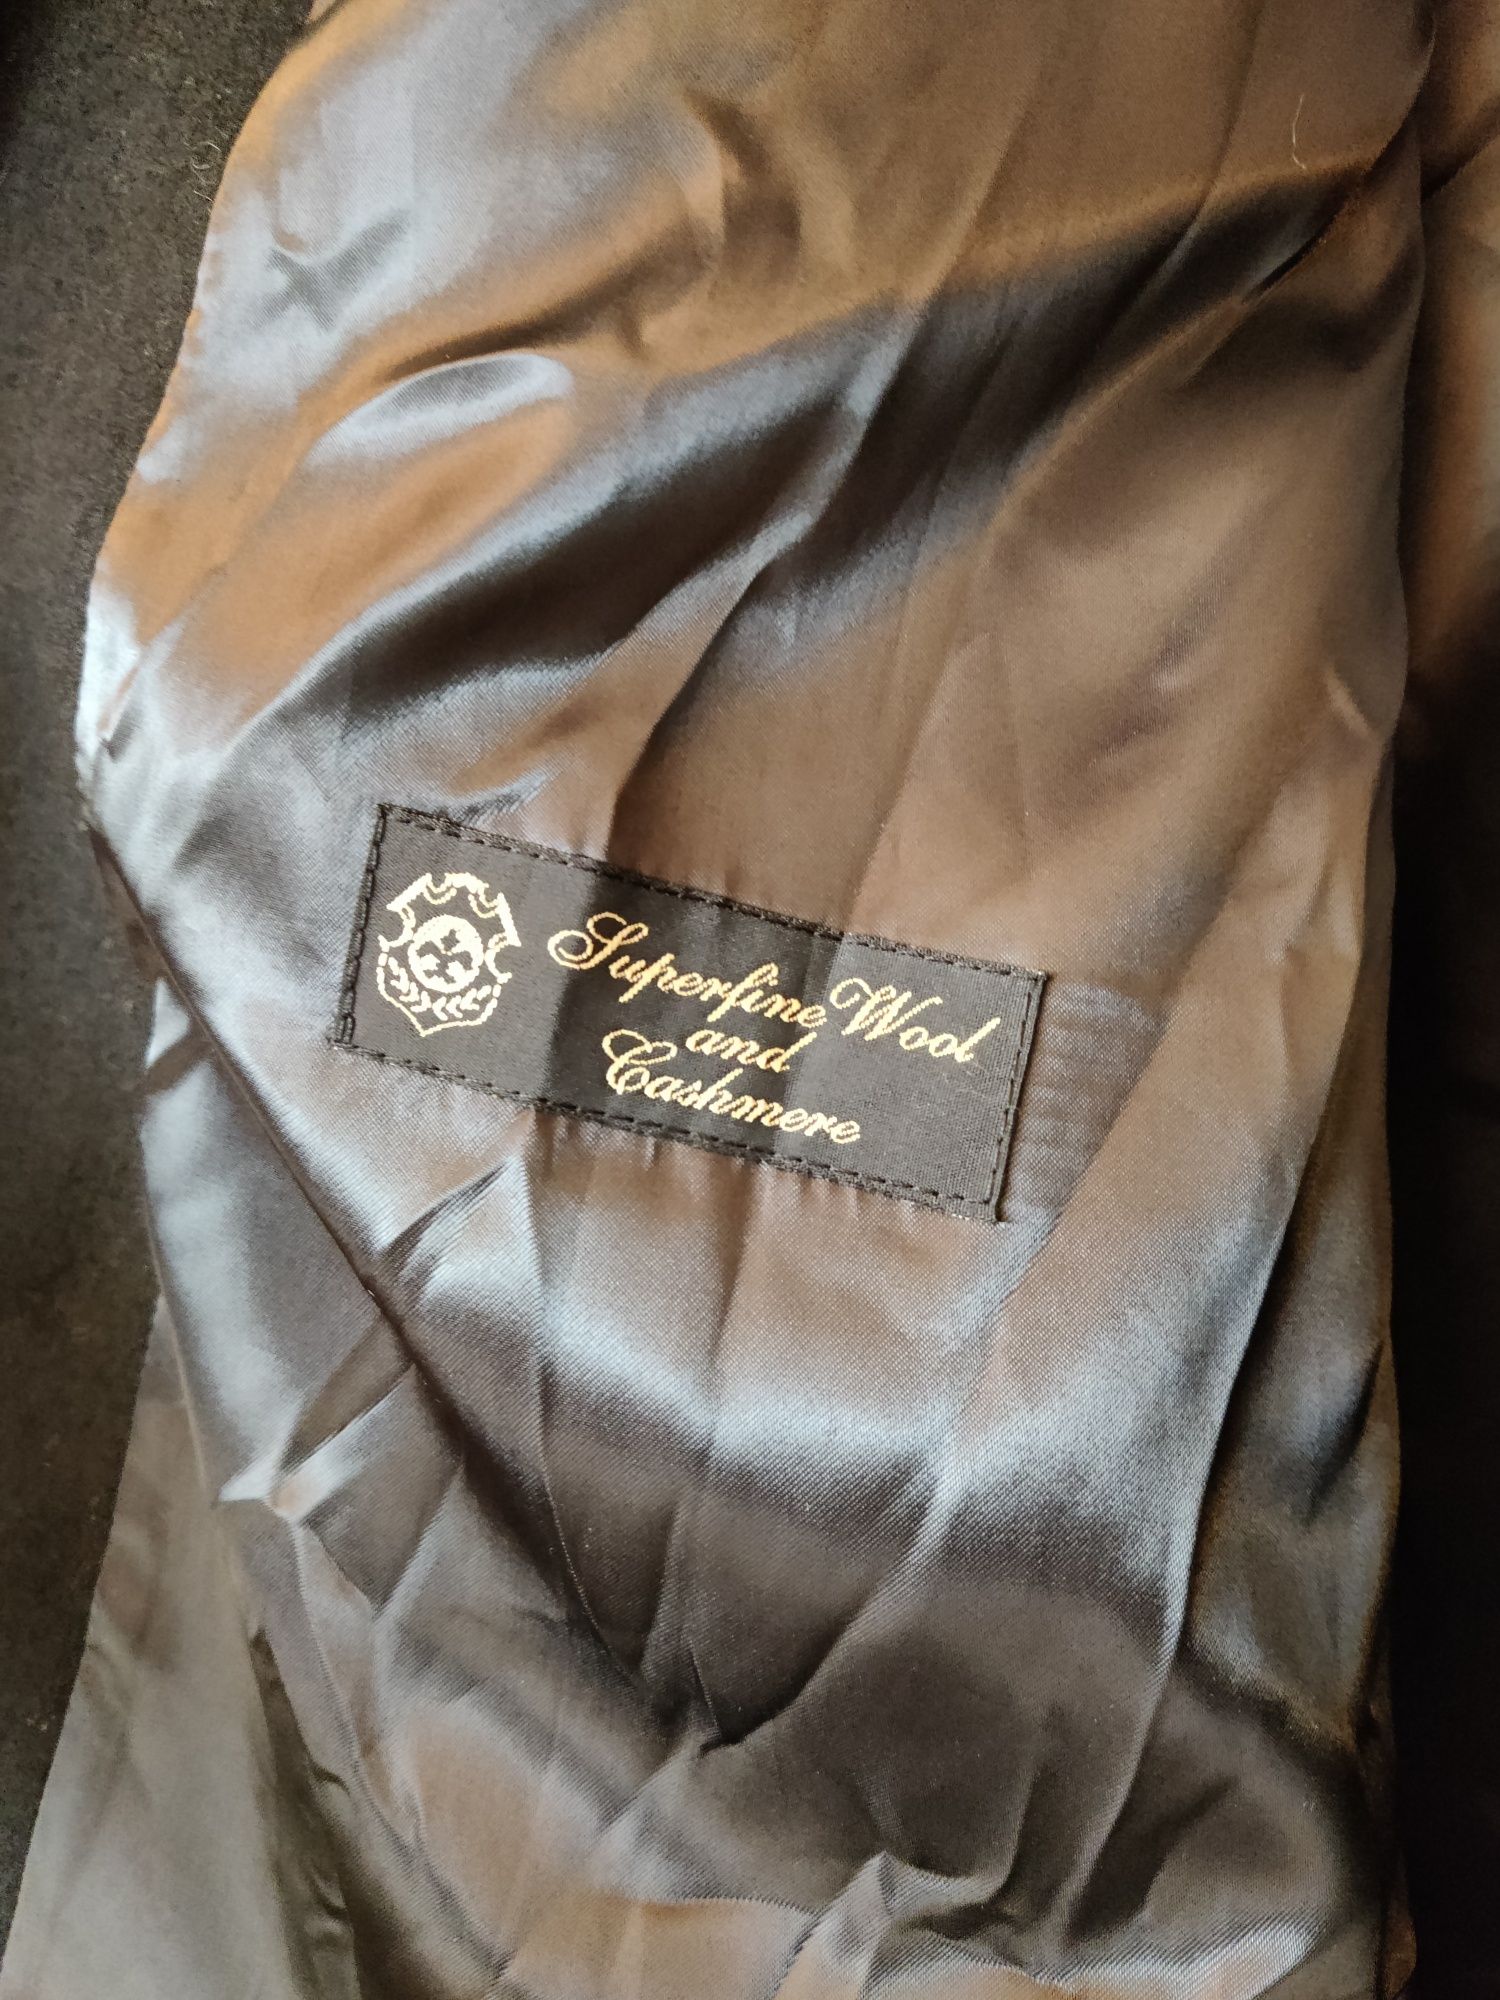 Superfine Wool
and
Cashmere